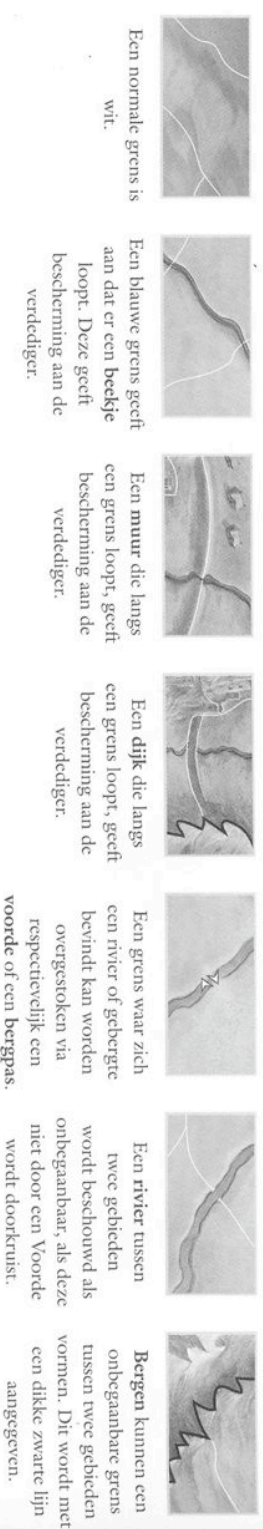 Een normale grens is
wit.
Een blauwe grens geeft
aan dat er een beekje
loopt. Deze geeft
bescherming aan de
verdediger.
Een muur die langs
een grens loopt, geeft
bescherming aan de
verdediger.
Een dijk die langs
een grens loopt, geeft
bescherming aan de
verdediger.
Een grens waar zich
een rivier of gebergte
bevindt kan worden
overgestoken via
respectievelijk een
voorde of een bergpas.
Een rivier tussen
twee gebieden
wordt beschouwd als
onbegaanbaar, als deze
niet door een Voorde
wordt doorkruist.
Bergen kunnen een
onbegaanbare grens
tussen twee gebieden
vormen. Dit wordt met
een dikke zwarte lijn
aangegeven.